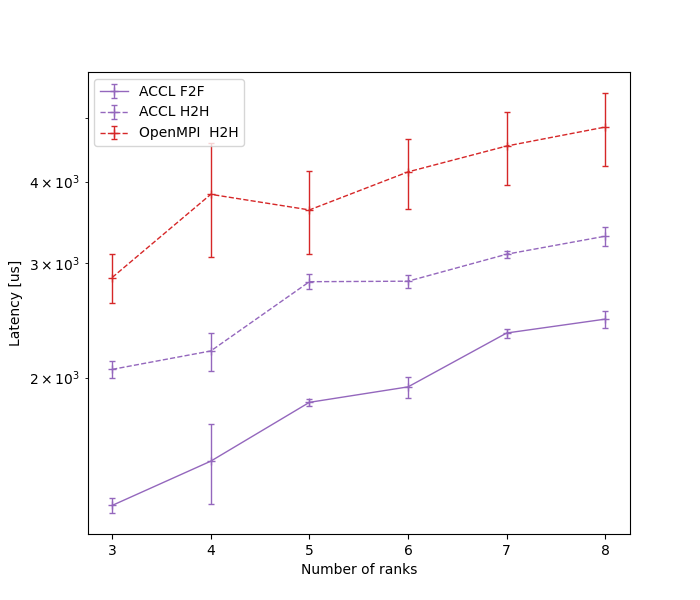 ACCL F2F
ACCL H2H
OpenMPI  H2H
4 × 10³
3 × 10³
2 × 10³
Latency [us]
3 4 5 6 7 8
Number of ranks